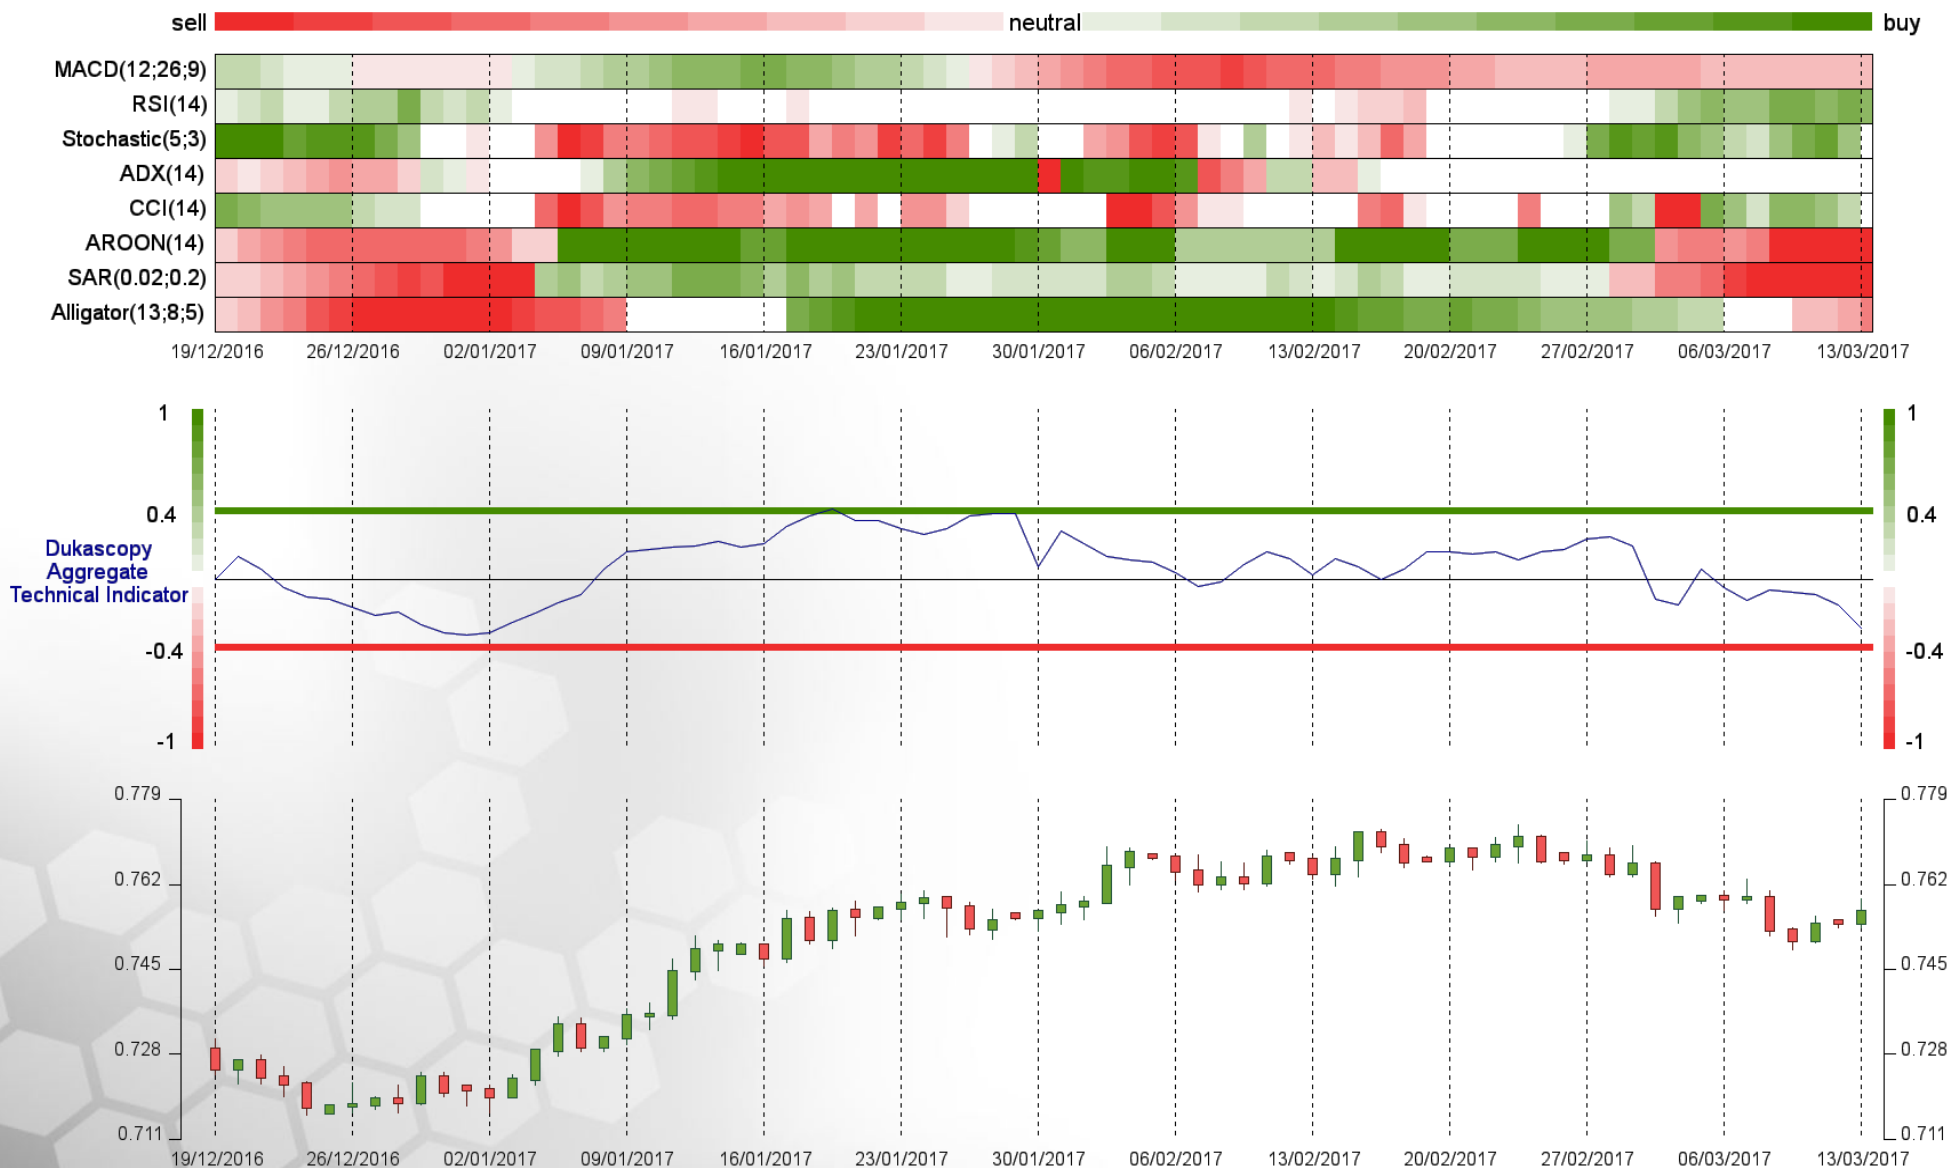 sell neutral buy
MACD(12;26;9)
RSI(14)
Stochastic(5;3)
ADX(14)
CCI(14)
AROON(14)
SAR(0.02;0.2)
Alligator(13;8;5)
19/12/2016 26/12/2016 02/01/2017 09/01/2017 16/01/2017 23/01/2017 30/01/2017 06/02/2017 13/02/2017 20/02/2017 27/02/2017 06/03/2017 13/03/2017
1 1
0.4 0.4
Dukascopy
Aggregate
Technical Indicator
-0.4 -0.4
-1 -1
0.779 0.779
0.762 0.762
0.745 0.745
0.728 0.728
0.711 0.711
19/12/2016 26/12/2016 02/01/2017 09/01/2017 16/01/2017 23/01/2017 30/01/2017 06/02/2017 13/02/2017 20/02/2017 27/02/2017 06/03/2017 13/03/2017